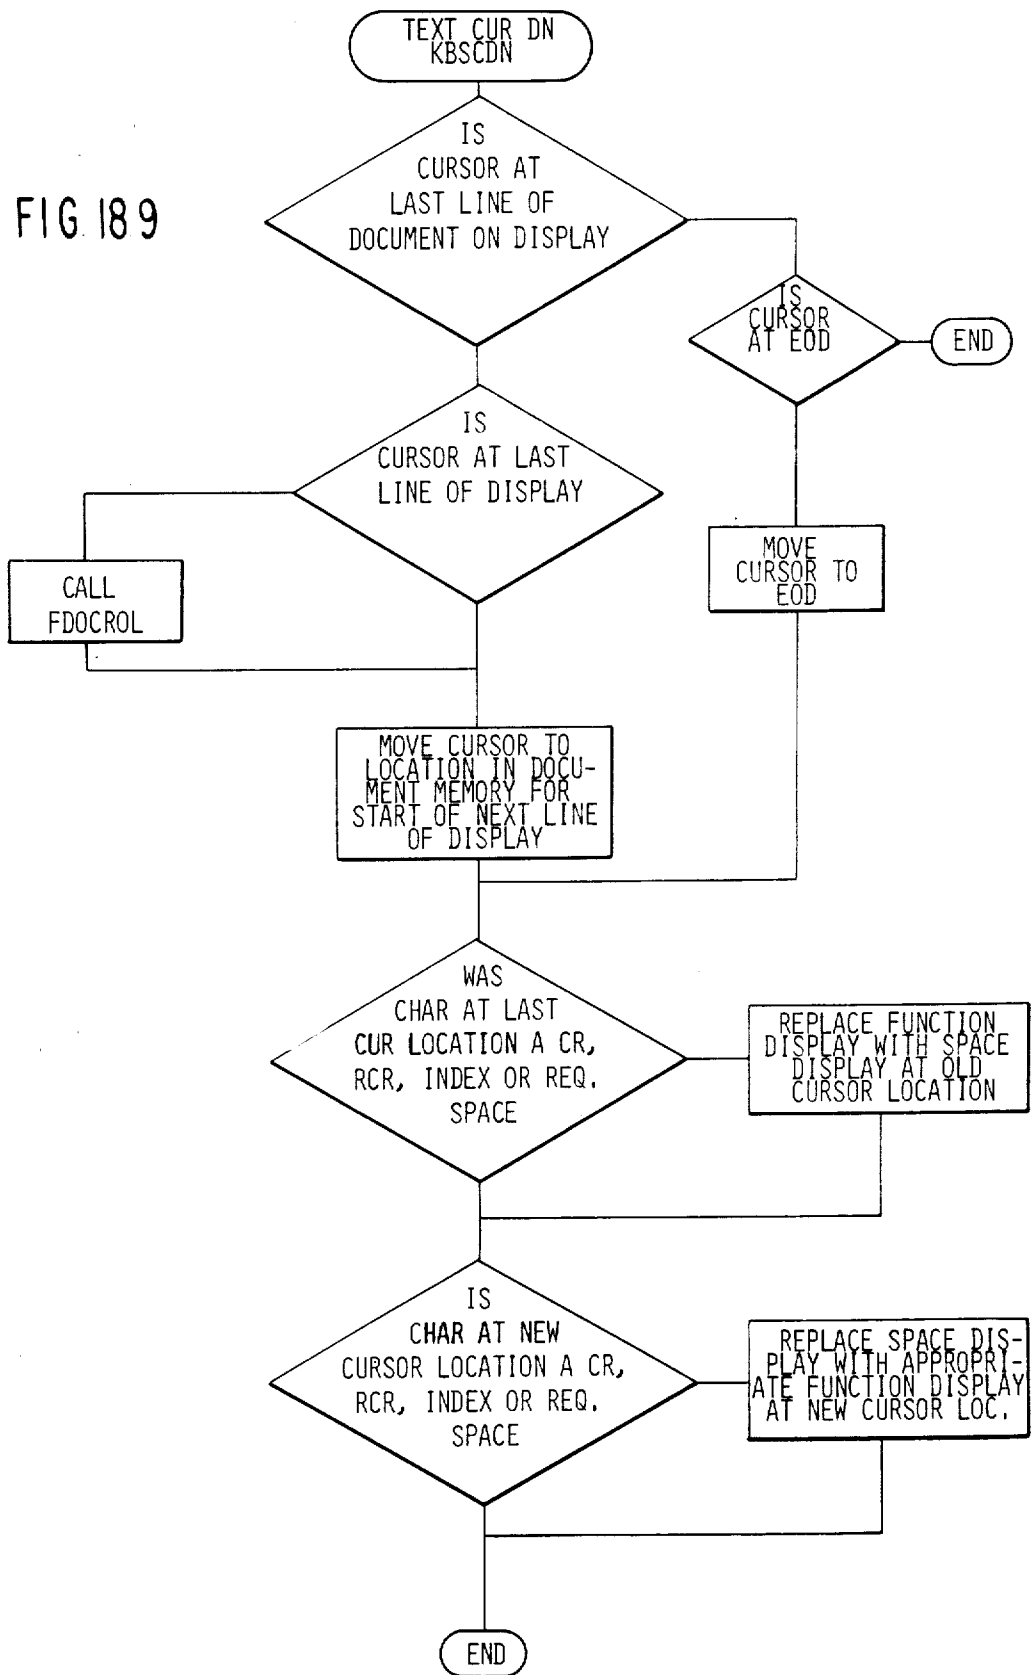 TEXT CUR DN
KBSCDN
FIG. 189
IS
CURSOR AT
LAST LINE OF
DOCUMENT ON DISPLAY
IS
CURSOR
AT EOD
END
IS
CURSOR AT LAST
LINE OF DISPLAY
CALL
FDOCROL
MOVE
CURSOR TO
EOD
MOVE CURSOR TO
LOCATION IN DOCU-
MENT MEMORY FOR
START OF NEXT LINE
OF DISPLAY
WAS
CHAR AT LAST
CUR LOCATION A CR,
RCR, INDEX OR REQ.
SPACE
REPLACE FUNCTION
DISPLAY WITH SPACE
DISPLAY AT OLD
CURSOR LOCATION
IS
CHAR AT NEW
CURSOR LOCATION A CR,
RCR, INDEX OR REQ.
SPACE
REPLACE SPACE DIS-
PLAY WITH APPROPRI-
ATE FUNCTION DISPLAY
AT NEW CURSOR LOC.
END